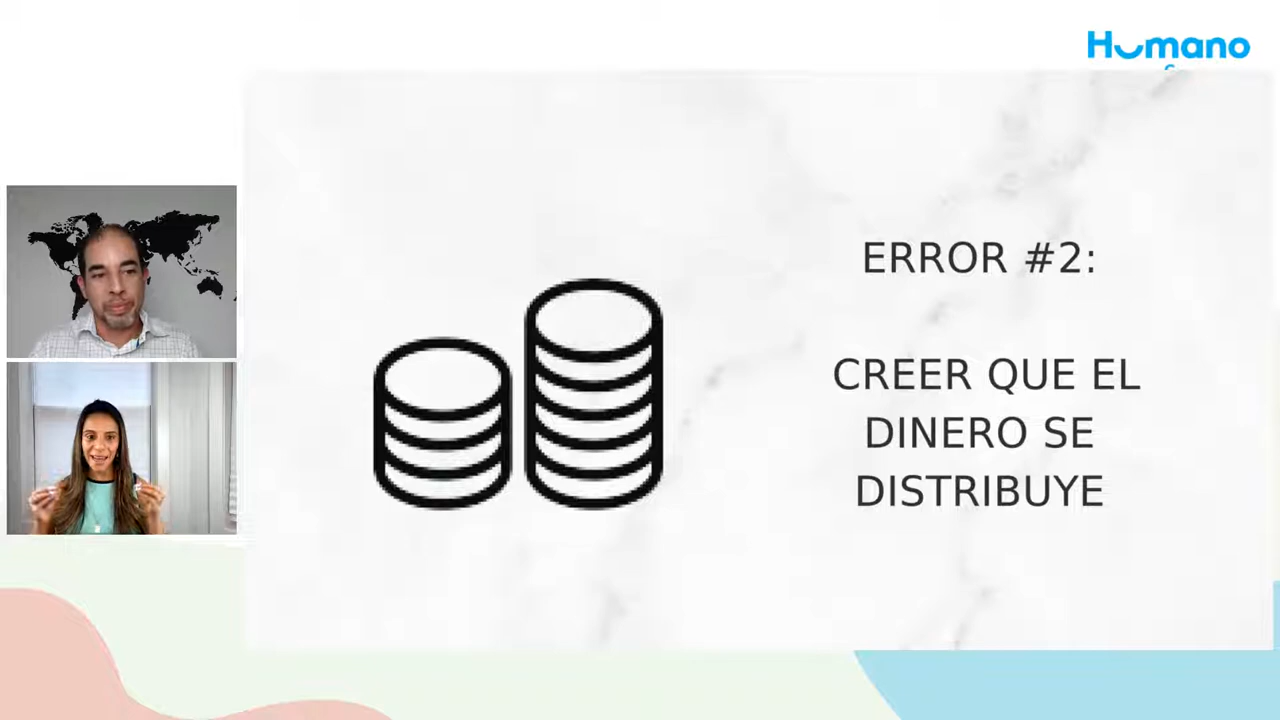 Humano
ERROR #2:
CREER QUE EL
DINERO SE
DISTRIBUYE